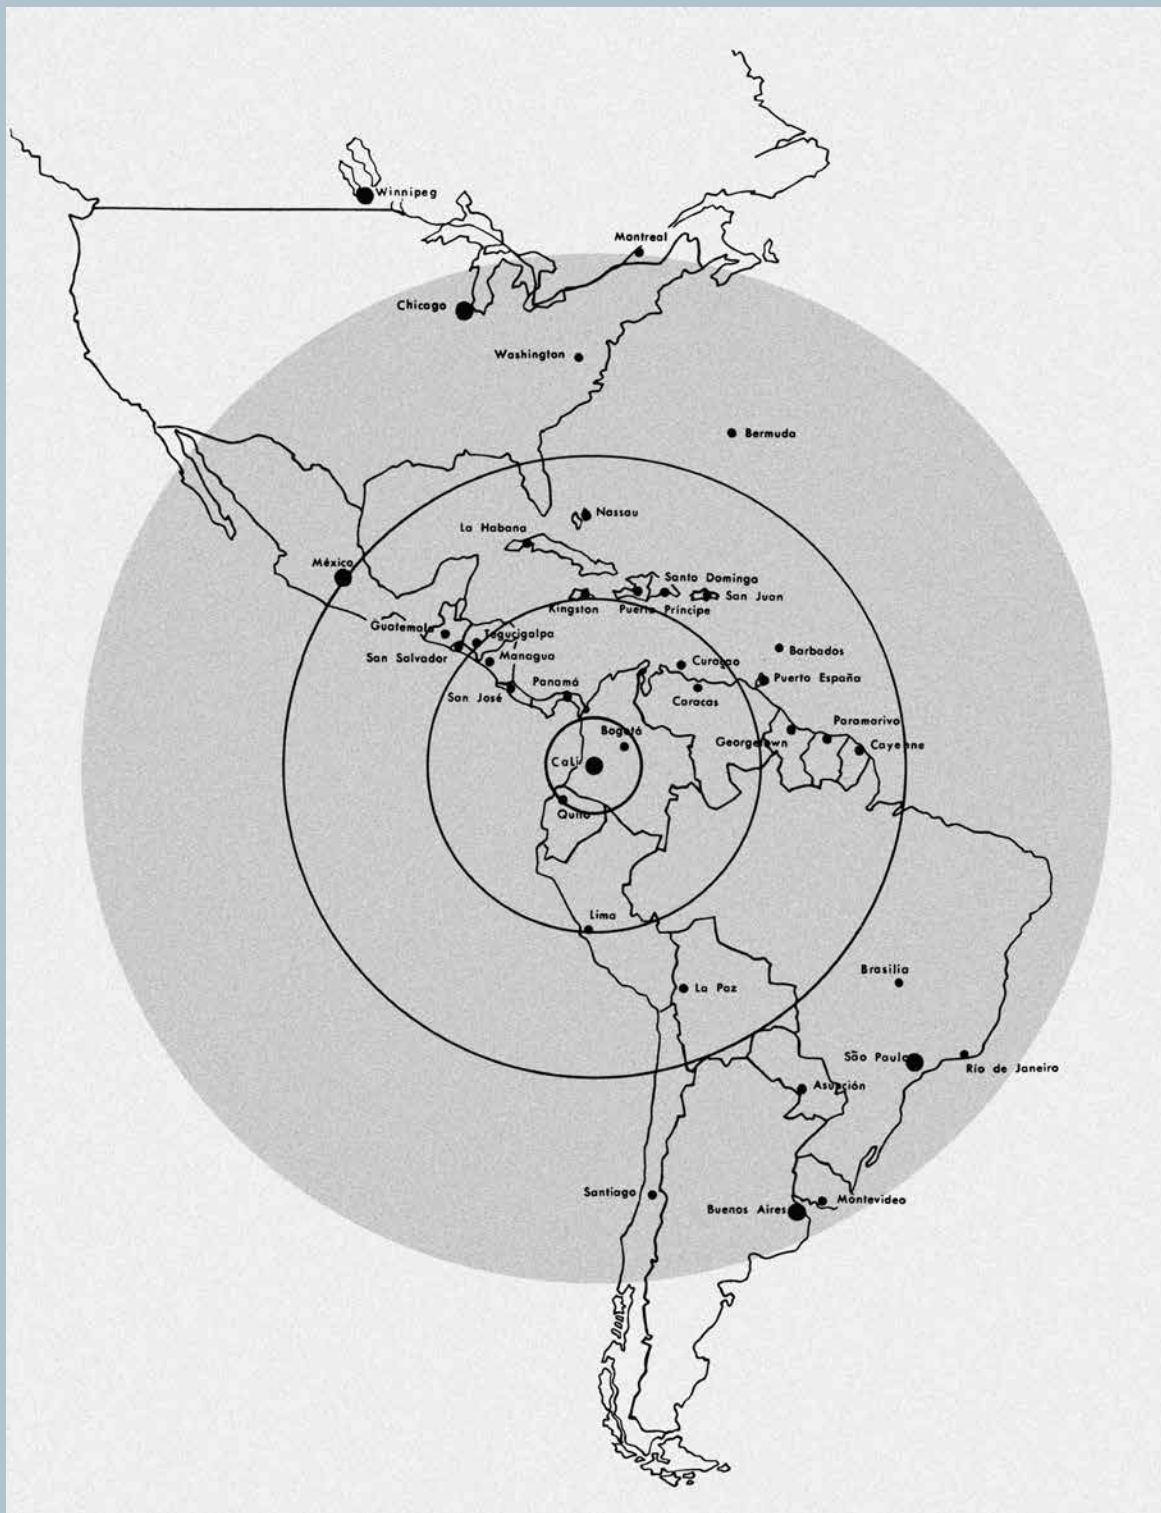 Winnipeg
Montreal
Chicago
Washington
Bermuda
Nassau
La Habana
México
Santo Domingo
Kingston
Puerto Príncipe
San Juan
Guatemala
Tegucigalpa
Barbados
San Salvador
Managua
Curaçao
Puerto España
Panamá
San José
Caracas
Paramarivo
Bogotá
Georgetown
Cayenne
Cali
Quito
Lima
Brasilia
La Paz
São Paulo
Río de Janeiro
Asunción
Santiago
Montevideo
Buenos Aires